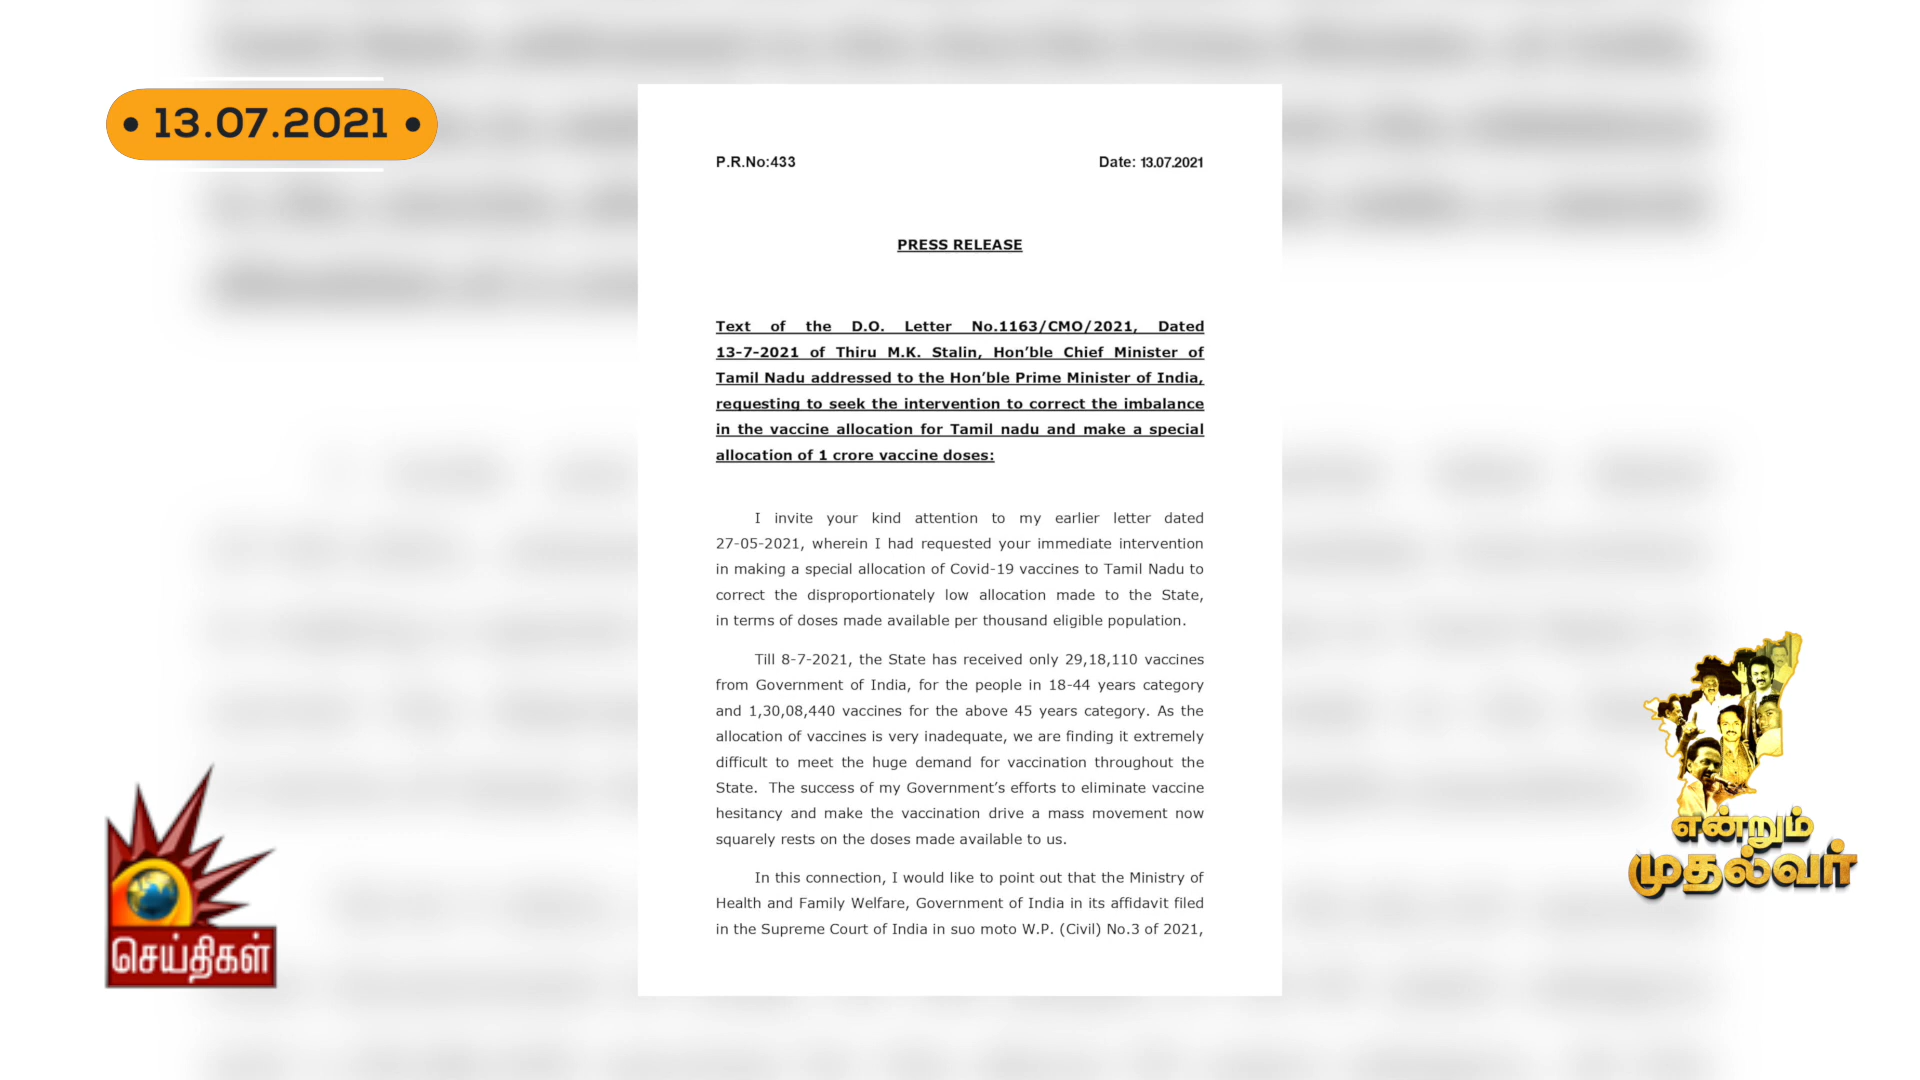 13.07.2021
P.R.No:433 Date: 13.07.2021
PRESS RELEASE
Text of the D.O. Letter No.1163/CMO/2021, Dated
13-7-2021 of Thiru M.K. Stalin, Hon’ble Chief Minister of
Tamil Nadu addressed to the Hon’ble Prime Minister of India,
requesting to seek the intervention to correct the imbalance
in the vaccine allocation for Tamil nadu and make a special
allocation of 1 crore vaccine doses:
I invite your kind attention to my earlier letter dated
27-05-2021, wherein I had requested your immediate intervention
in making a special allocation of Covid-19 vaccines to Tamil Nadu to
correct the disproportionately low allocation made to the State,
in terms of doses made available per thousand eligible population.
Till 8-7-2021, the State has received only 29,18,110 vaccines
from Government of India, for the people in 18-44 years category
and 1,30,08,440 vaccines for the above 45 years category. As the
allocation of vaccines is very inadequate, we are finding it extremely
difficult to meet the huge demand for vaccination throughout the
State. The success of my Government’s efforts to eliminate vaccine
hesitancy and make the vaccination drive a mass movement now
squarely rests on the doses made available to us.
In this connection, I would like to point out that the Ministry of
Health and Family Welfare, Government of India in its affidavit filed
in the Supreme Court of India in suo moto W.P. (Civil) No.3 of 2021,
என்றும்
முதல்வர்
செய்திகள்